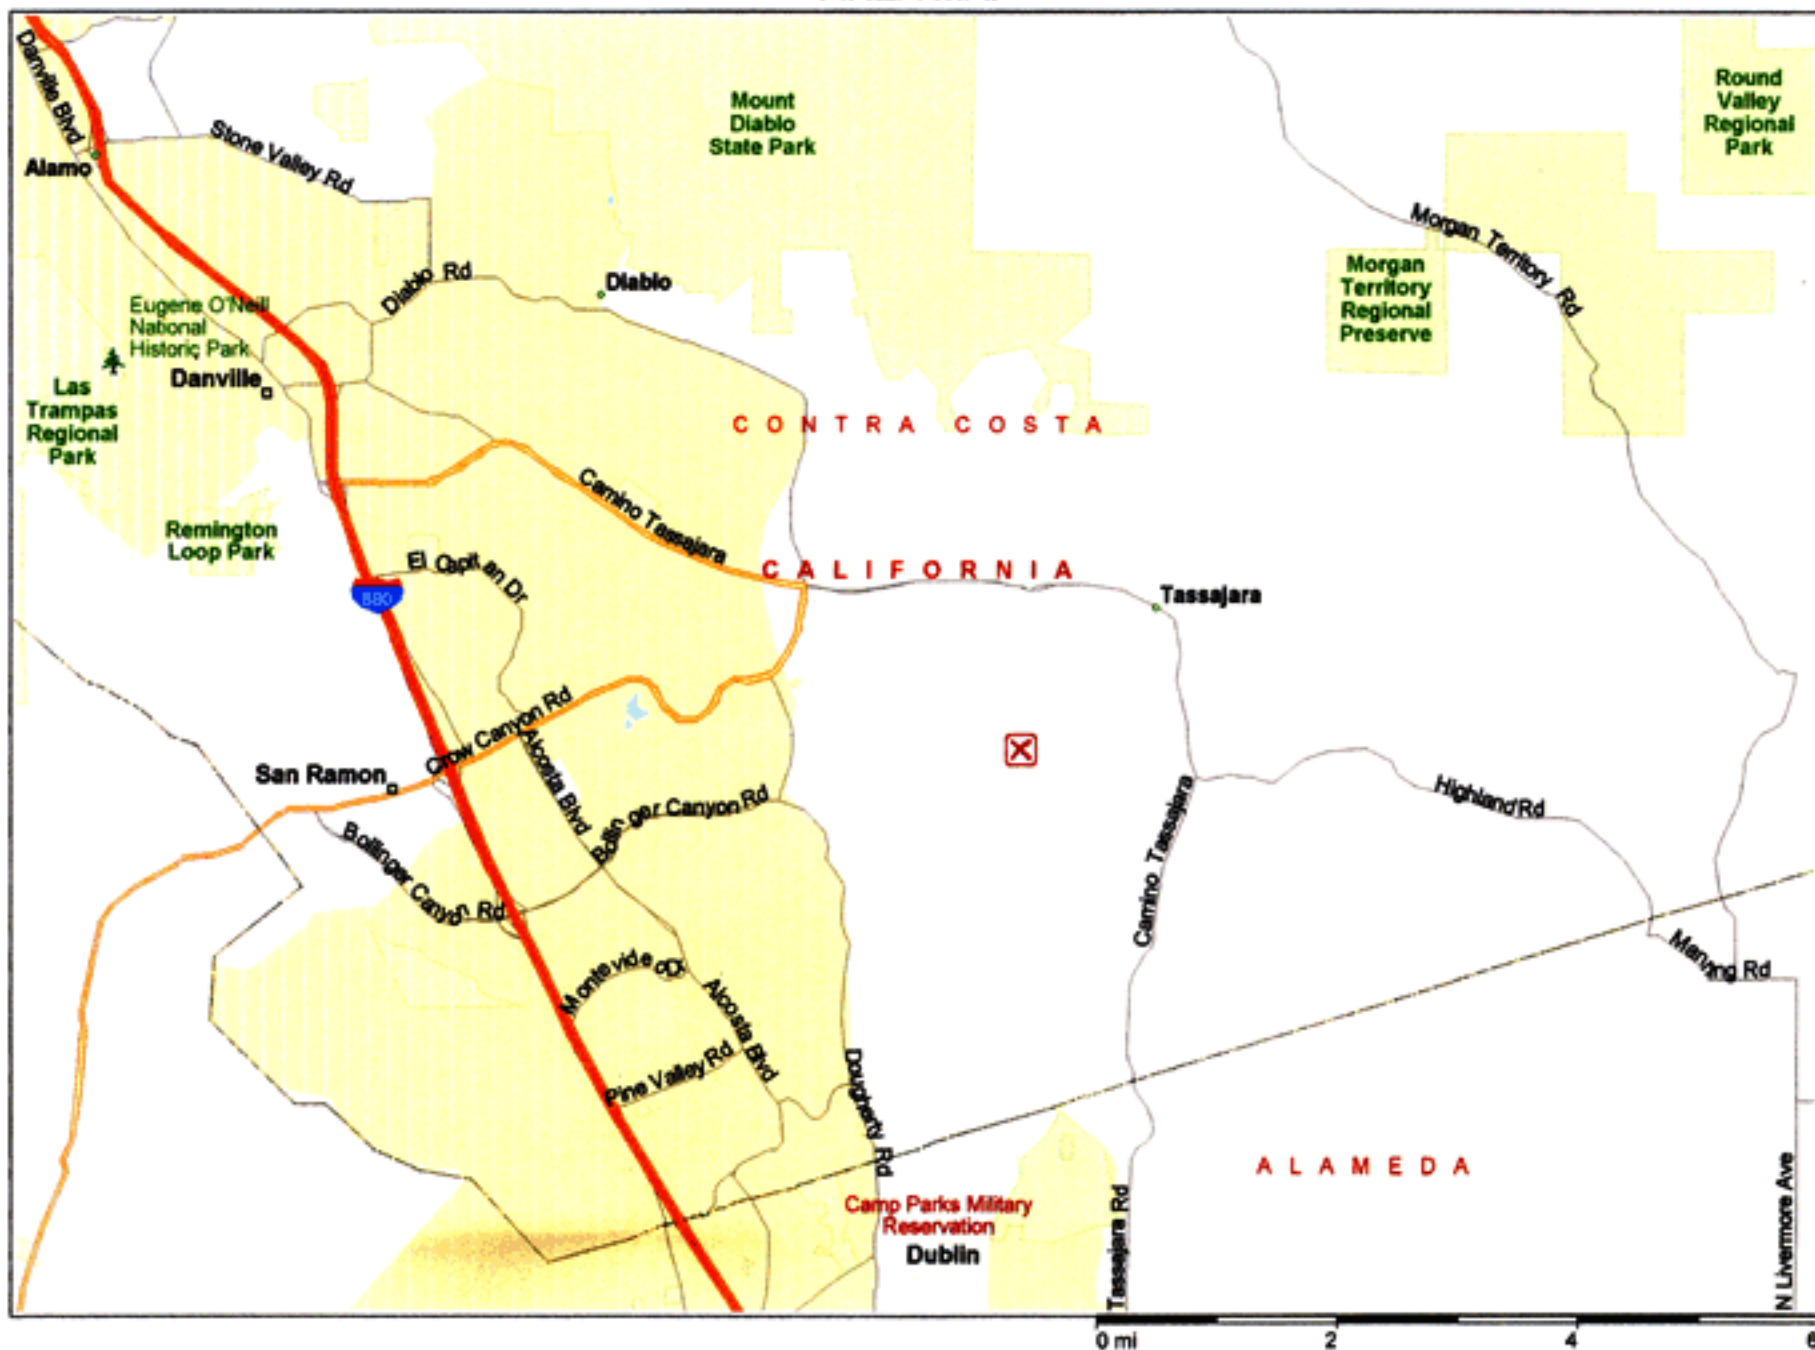 Danville Blvd
Alamo
Stone Valley Rd
Mount
Diablo
State Park
Round
Valley
Regional
Park
Morgan Territory Rd
Morgan
Territory
Regional
Preserve
Diablo Rd
Diablo
Eugene O'Neill
National
Historic Park
Danville
Las
Trampas
Regional
Park
CONTRA COSTA
Camino Tassajara
Remington
Loop Park
El Capitan Dr
CALIFORNIA
Tassajara
Crow Canyon Rd
San Ramon
Alcosta Blvd
Bollinger Canyon Rd
Bollinger Canyon Rd
Camino Tassajara
Highland Rd
Manning Rd
Montevideo Dr
Alcosta Blvd
Pine Valley Rd
Dougherty Rd
ALAMEDA
Camp Parks Military
Reservation
Dublin
Tassajara Rd
N Livermore Ave
0 mi 2 4